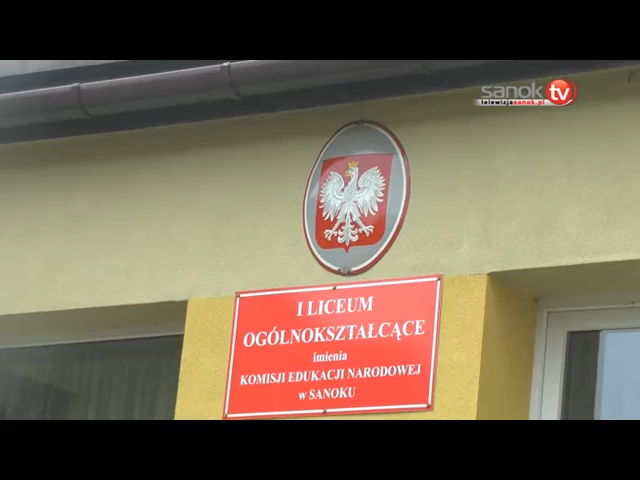 sanok tv
telewizjasanok.pl
I LICEUM
OGÓLNOKSZTAŁCĄCE
imienia
KOMISJI EDUKACJI NARODOWEJ
w SANOKU